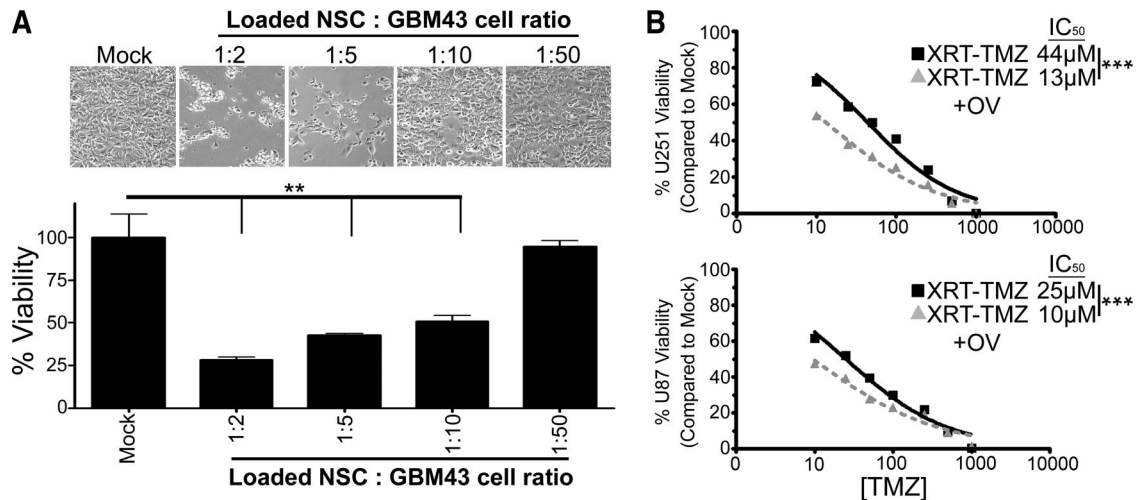 A
Loaded NSC : GBM43 cell ratio
Mock 1:2 1:5 1:10 1:50
**
% Viability
100
75
50
25
0
Mock 1:2 1:5 1:10 1:50
Loaded NSC : GBM43 cell ratio
B
% U251 Viability
(Compared to Mock)
100
80
60
40
20
0
0 10 100 1000 10000
IC50
XRT-TMZ 44μM
XRT-TMZ 13μM
+OV
***
% U87 Viability
(Compared to Mock)
100
80
60
40
20
0
0 10 100 1000 10000
[TMZ]
IC50
XRT-TMZ 25μM
XRT-TMZ 10μM
+OV
***